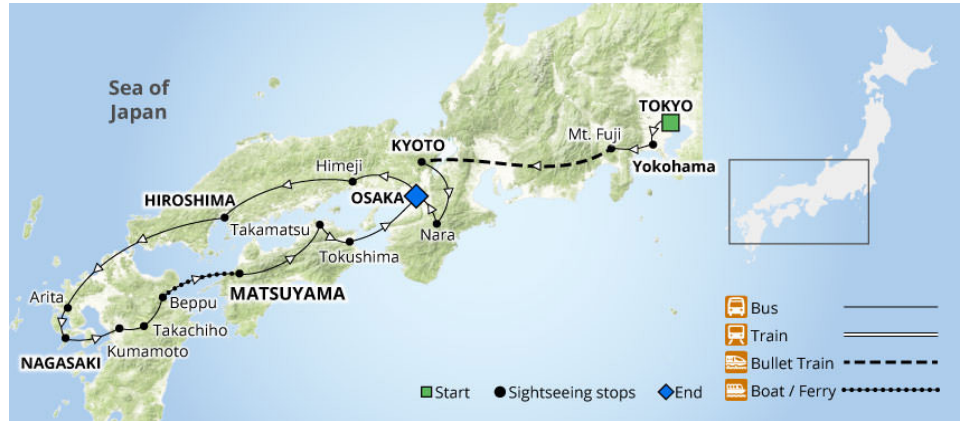 Sea of
Japan
TOKYO
Mt. Fuji
Yokohama
KYOTO
Himeji
HIROSHIMA
OSAKA
Takamatsu
Nara
Tokushima
Arita
Beppu
MATSUYAMA
Takachiho
NAGASAKI
Kumamoto
Bus
Train
Bullet Train
Boat / Ferry
Start
Sightseeing stops
End